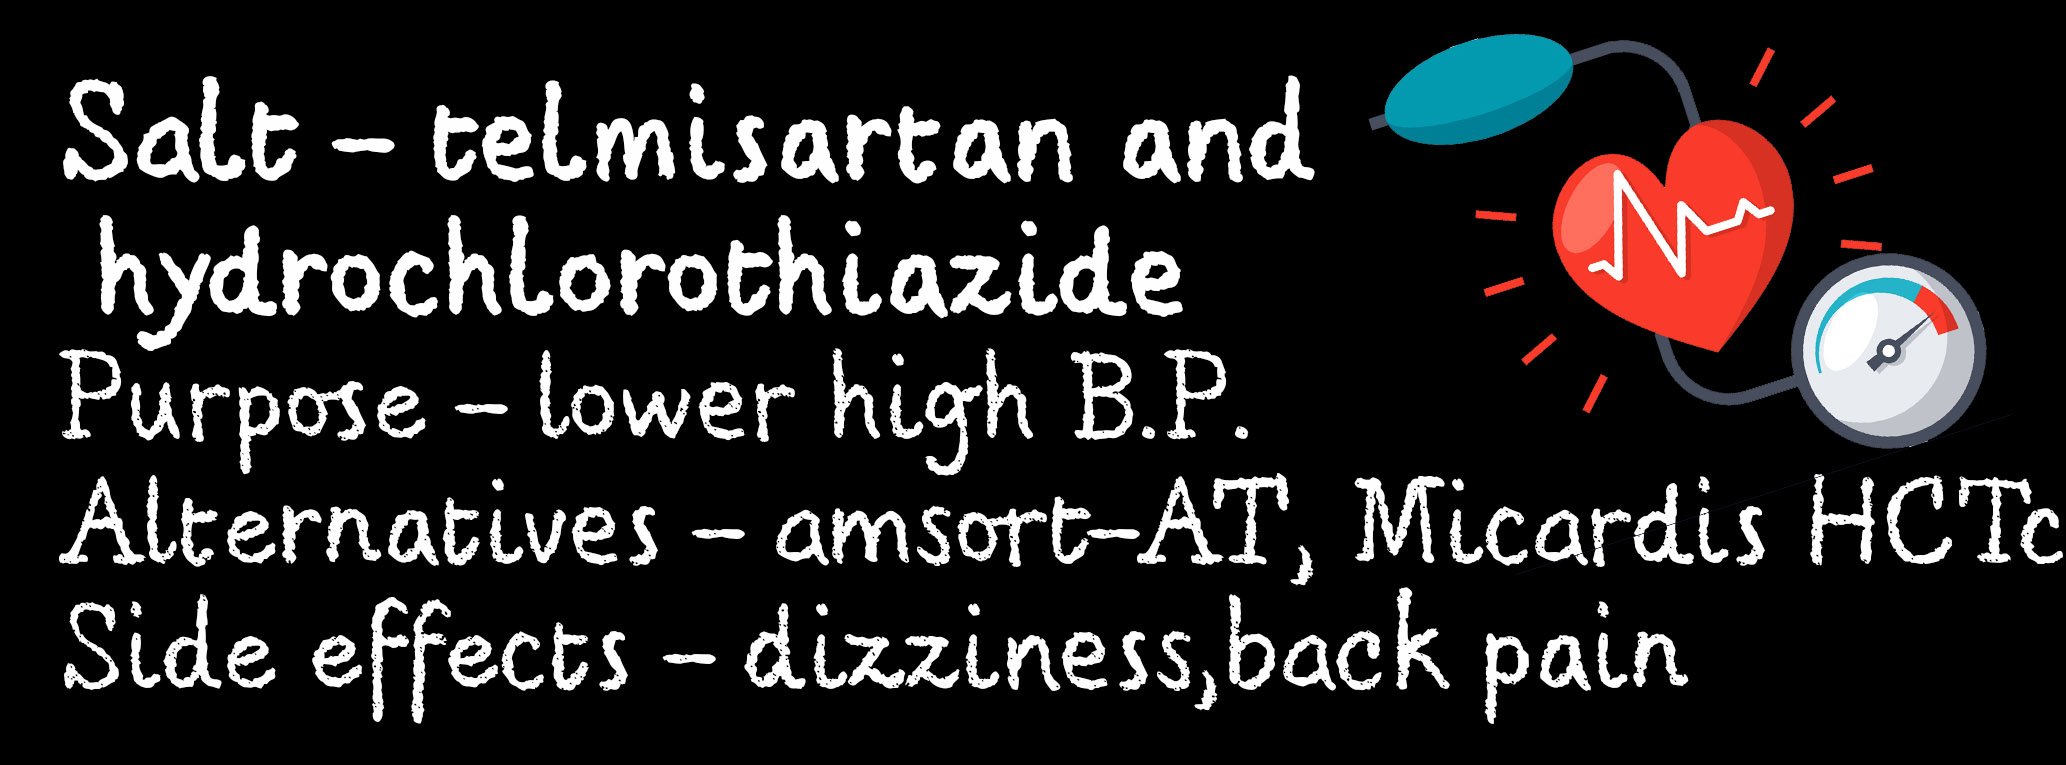 Salt - telmisartan and
hydrochlorothiazide
Purpose - lower high B.P.
Alternatives - amsort-AT, Micardis HCTc
Side effects - dizziness,back pain